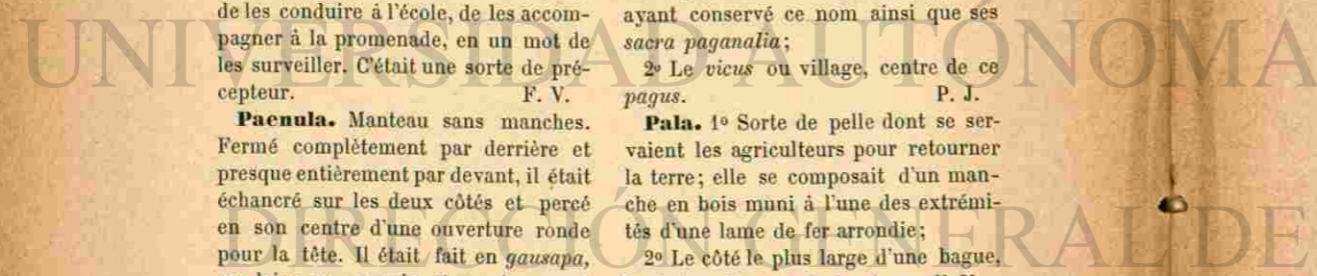 de les conduire à l'école, de les accom-
pagner à la promenade, en un mot de
les surveiller. C'était une sorte de pré-
cepteur. F. V.
Paenula. Manteau sans manches.
Fermé complètement par derrière et
presque entièrement par devant, il était
échancré sur les deux côtés et percé
en son centre d'une ouverture ronde
pour la tête. Il était fait en gausapa,
ayant conservé ce nom ainsi que ses
sacra paganalia;
2º Le vicus ou village, centre de ce
pagus. P. J.
Pala. 1º Sorte de pelle dont se ser-
vaient les agriculteurs pour retourner
la terre; elle se composait d'un man-
che en bois muni à l'une des extrémi-
tés d'une lame de fer arrondie;
2º Le côté le plus large d'une bague,
UNIVERSIDAD AUTÓNOMA
DIRECCIÓN GENERAL DE